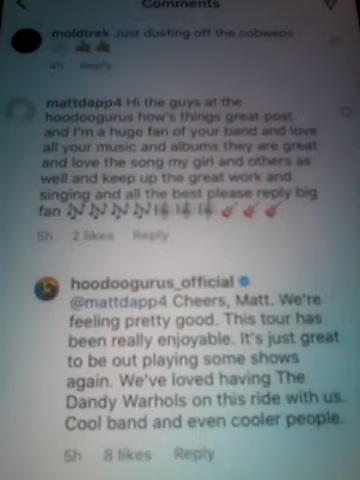 Comments
moldtrek Just dusting off the cobwebs
4h Reply
mattdapp4 Hi the guys at the
hoodoogurus how's things great post
and I'm a huge fan of your band and love
all your music and albums they are great
and love the song my girl and others as
well and keep up the great work and
singing and all the best please reply big
fan 🎶🎶🎶🎶🎼🎼🎼🎸🎸🎸
5h 2 likes Reply
hoodoogurus_official
@mattdapp4 Cheers, Matt. We're
feeling pretty good. This tour has
been really enjoyable. It's just great
to be out playing some shows
again. We've loved having The
Dandy Warhols on this ride with us.
Cool band and even cooler people.
5h 8 likes Reply